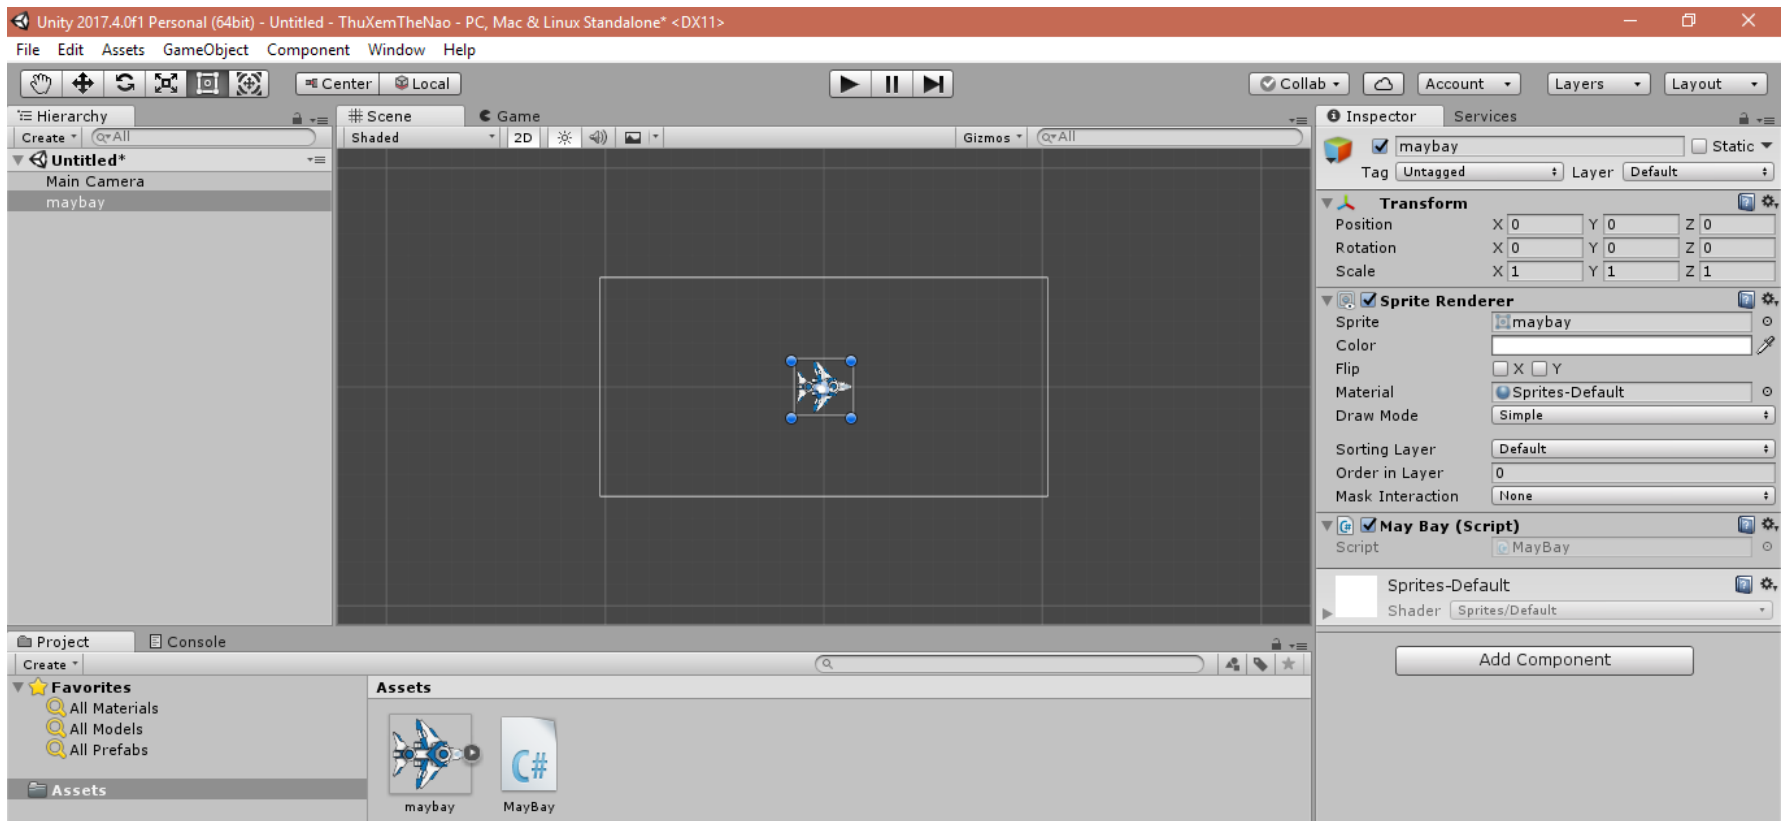 Unity 2017.4.0f1 Personal (64bit) - Untitled - ThuXemTheNao - PC, Mac & Linux Standalone* <DX11>
File Edit Assets GameObject Component Window Help
Center Local Collab Account Layers Layout
Hierarchy
Create All
Untitled*
Main Camera
maybay
Scene Game
Shaded 2D Gizmos All
Inspector Services
maybay Static
Tag Untagged Layer Default
Transform
Position X 0 Y 0 Z 0
Rotation X 0 Y 0 Z 0
Scale X 1 Y 1 Z 1
Sprite Renderer
Sprite maybay
Color
Flip X Y
Material Sprites-Default
Draw Mode Simple
Sorting Layer Default
Order in Layer 0
Mask Interaction None
C# May Bay (Script)
Script MayBay
Sprites-Default
Shader Sprites/Default
Add Component
Project Console
Create
Favorites
All Materials
All Models
All Prefabs
Assets
Assets
C#
maybay MayBay